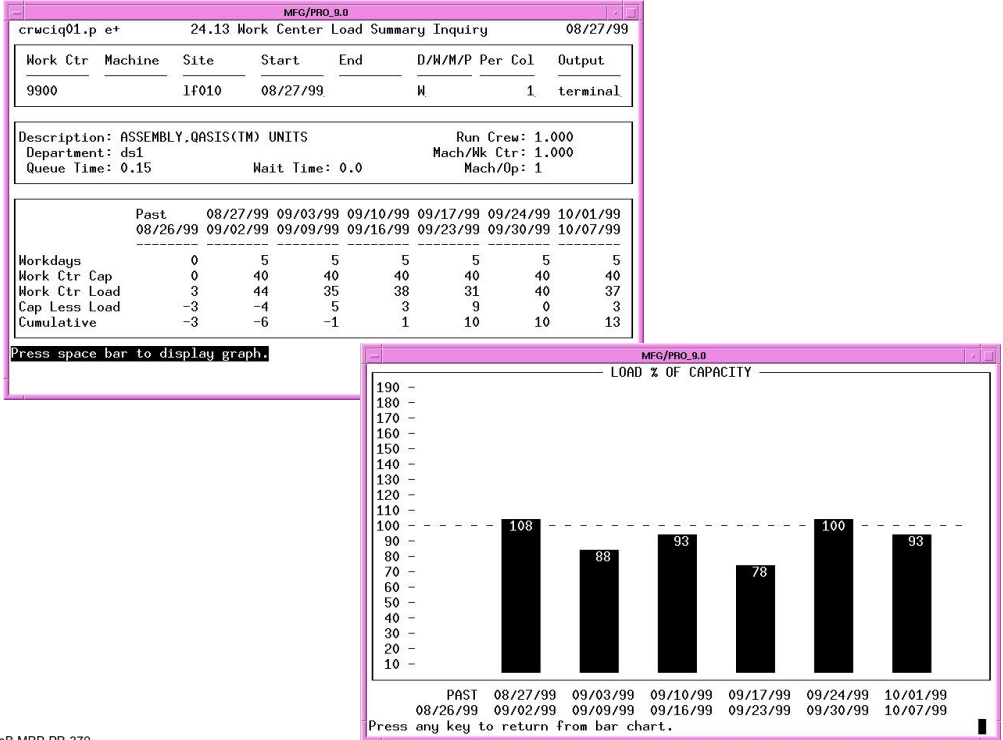 MFG/PRO_9.0
crwciq01.p e+ 24.13 Work Center Load Summary Inquiry 08/27/99
Work Ctr Machine Site Start End D/W/M/P Per Col Output
9900 lf010 08/27/99 W 1 terminal
Description: ASSEMBLY,QASIS(TM) UNITS Run Crew: 1.000
Department: ds1 Mach/Wk Ctr: 1.000
Queue Time: 0.15 Wait Time: 0.0 Mach/Op: 1
Past 08/27/99 09/03/99 09/10/99 09/17/99 09/24/99 10/01/99
08/26/99 09/02/99 09/09/99 09/16/99 09/23/99 09/30/99 10/07/99
Workdays 0 5 5 5 5 5 5
Work Ctr Cap 0 40 40 40 40 40 40
Work Ctr Load 3 44 35 38 31 40 37
Cap Less Load -3 -4 5 3 9 0 3
Cumulative -3 -6 -1 1 10 10 13
Press space bar to display graph.
MFG/PRO_9.0
LOAD % OF CAPACITY
190
180
170
160
150
140
130
120
110
100
90
80
70
60
50
40
30
20
10
108 88 93 78 100 93
PAST 08/27/99 09/03/99 09/10/99 09/17/99 09/24/99 10/01/99
08/26/99 09/02/99 09/09/99 09/16/99 09/23/99 09/30/99 10/07/99
Press any key to return from bar chart.